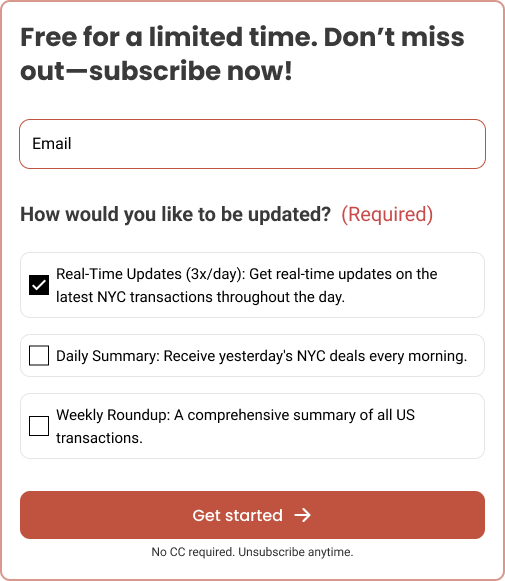 Free for a limited time. Don’t miss
out—subscribe now!
Email
How would you like to be updated? (Required)
Real-Time Updates (3x/day): Get real-time updates on the
latest NYC transactions throughout the day.
Daily Summary: Receive yesterday's NYC deals every morning.
Weekly Roundup: A comprehensive summary of all US
transactions.
Get started →
No CC required. Unsubscribe anytime.